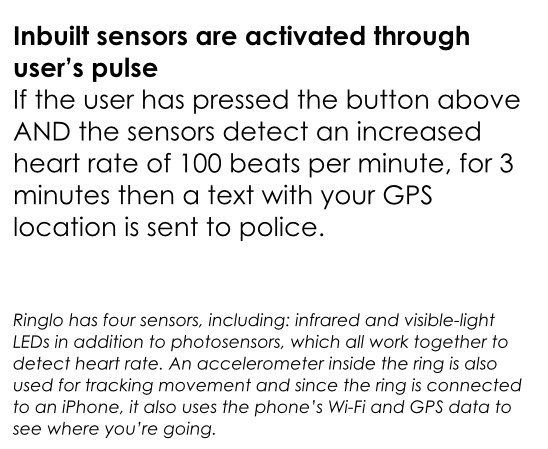 Inbuilt sensors are activated through
user’s pulse
If the user has pressed the button above
AND the sensors detect an increased
heart rate of 100 beats per minute, for 3
minutes then a text with your GPS
location is sent to police.
Ringlo has four sensors, including: infrared and visible-light
LEDs in addition to photosensors, which all work together to
detect heart rate. An accelerometer inside the ring is also
used for tracking movement and since the ring is connected
to an iPhone, it also uses the phone’s Wi-Fi and GPS data to
see where you’re going.